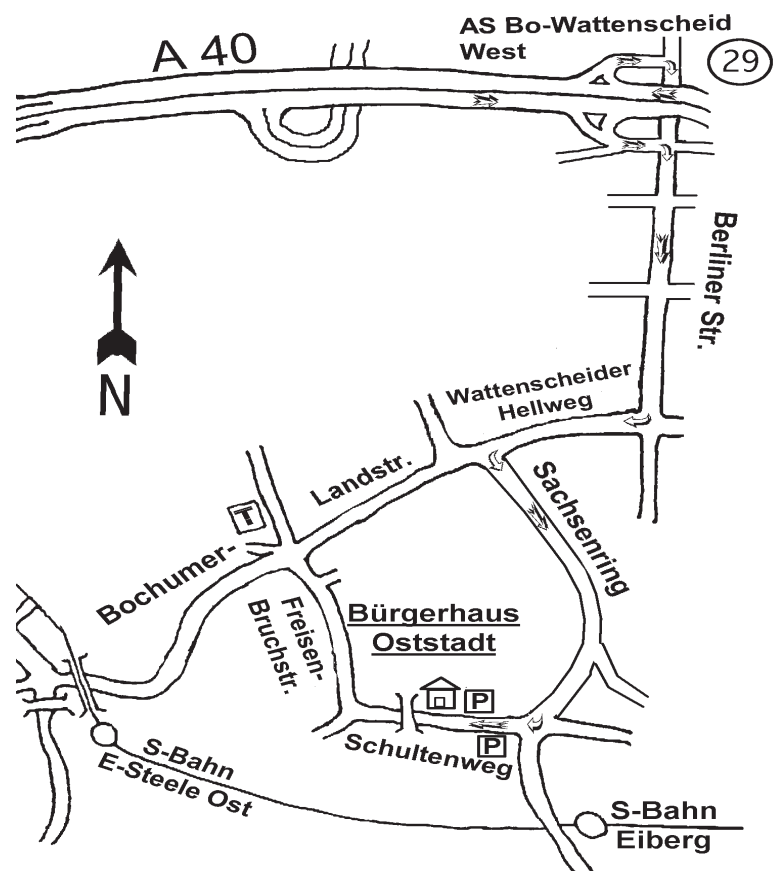 AS Bo-Wattenscheid
West
29
A 40
Berliner Str.
N
Wattenscheider
Hellweg
Landstr.
Sachsenring
T
Bochumer-
Freisen-
Bruchstr.
Bürgerhaus
Oststadt
P
P
Schultenweg
S-Bahn
E-Steele Ost
S-Bahn
Eiberg